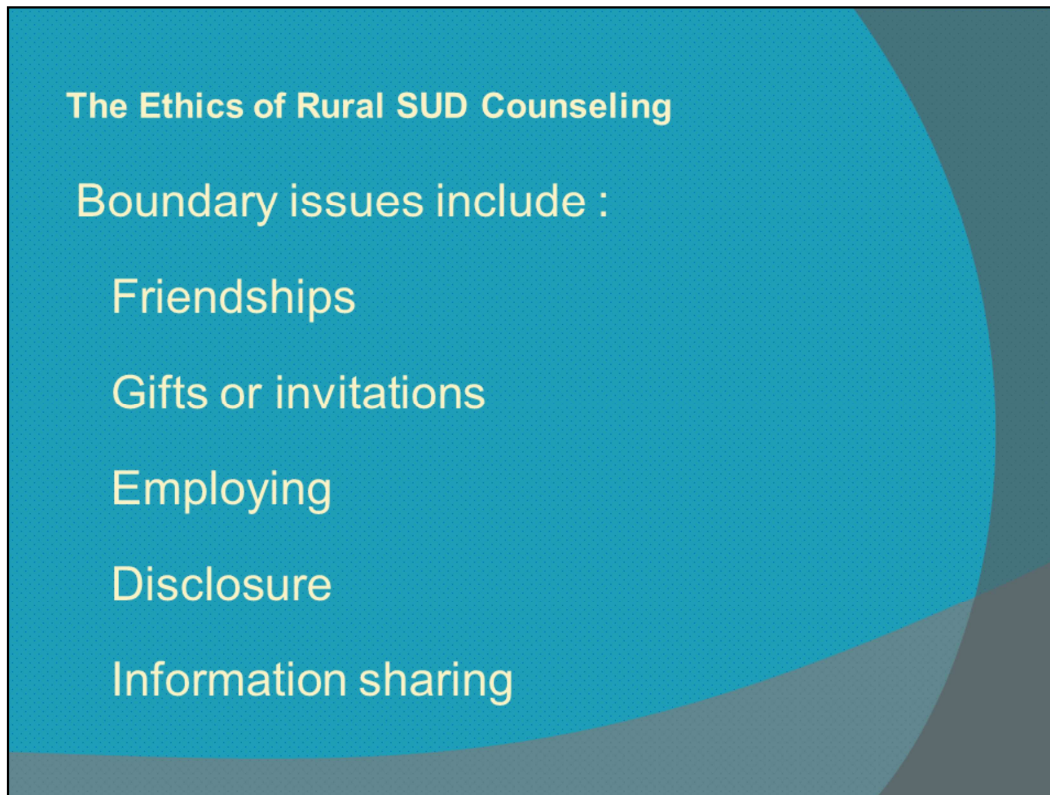 The Ethics of Rural SUD Counseling
Boundary issues include :
Friendships
Gifts or invitations
Employing
Disclosure
Information sharing